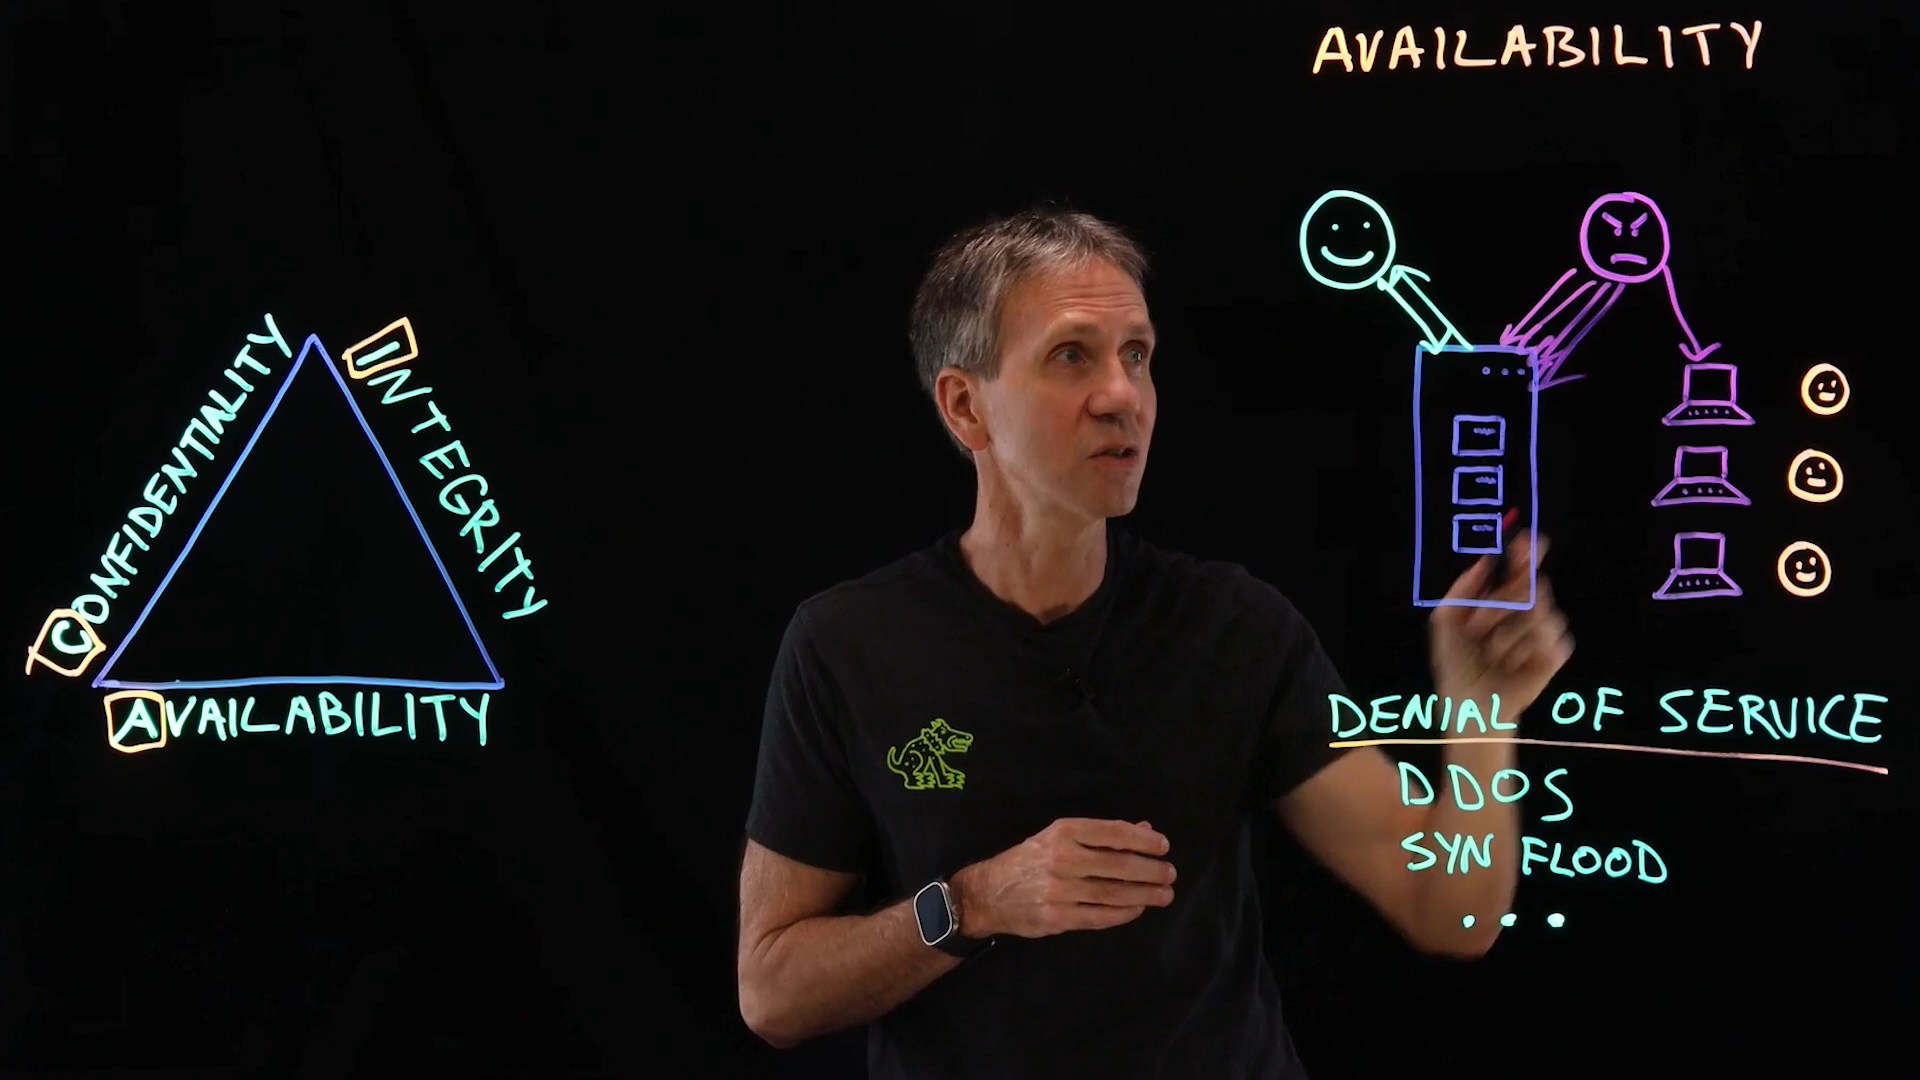 CONFIDENTIALITY
INTEGRITY
AVAILABILITY
AVAILABILITY
DENIAL OF SERVICE
DDOS
SYN FLOOD
...